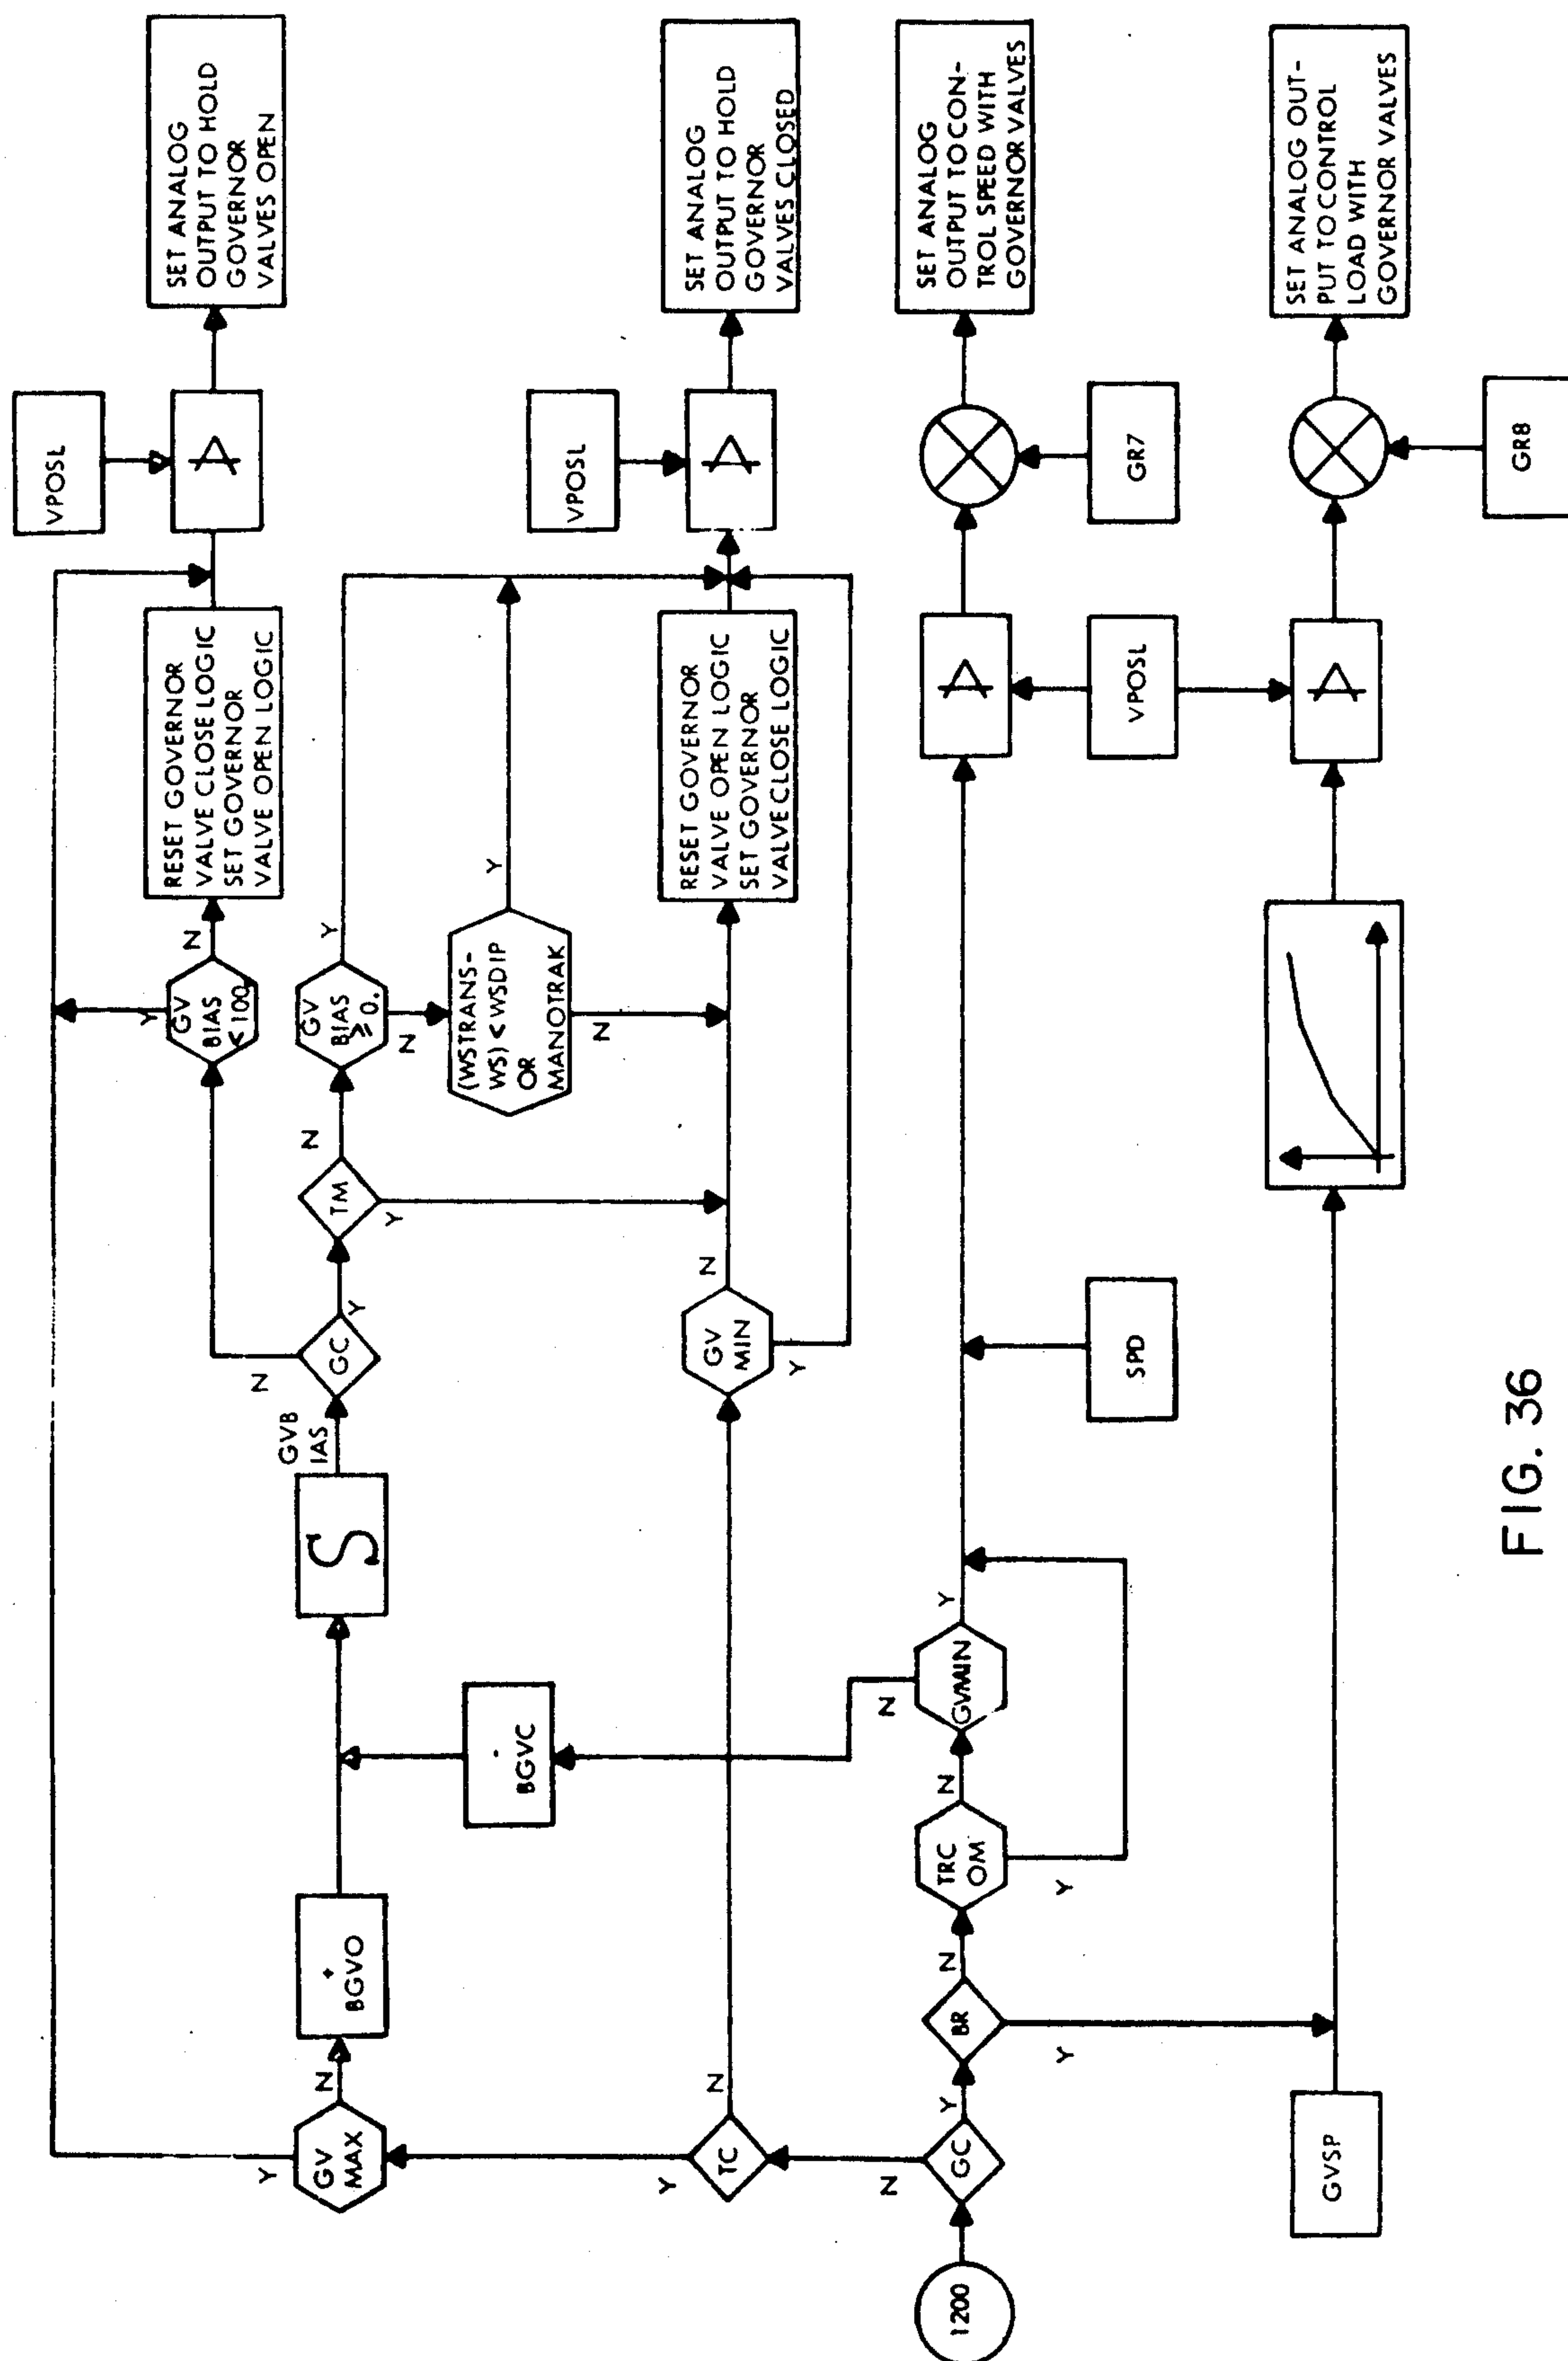 VPOSL
SET ANALOG
OUTPUT TO HOLD
GOVERNOR
VALVES OPEN
A
RESET GOVERNOR
VALVE CLOSE LOGIC
SET GOVERNOR
VALVE OPEN LOGIC
Y
GV
BIAS
<100
N
N
Y
GV
MAX
N
+
BGVO
S
GVB
IAS
GC
Y
TM
N
GV
BIAS
≥0.
Y
N
(WSTRANS-
WS) < WSDIP
OR
MANOTRAK
Y
N
Y
VPOSL
A
SET ANALOG
OUTPUT TO HOLD
GOVERNOR
VALVES CLOSED
-
BGVC
Y
TC
N
GV
MIN
N
Y
RESET GOVERNOR
VALVE OPEN LOGIC
SET GOVERNOR
VALVE CLOSE LOGIC
N
1200
GC
Y
BR
N
Y
TRC
OM
N
Y
GVMIN
N
Y
SPD
A
VPOSL
GR7
SET ANALOG
OUTPUT TO CON-
TROL SPEED WITH
GOVERNOR VALVES
GVSP
A
GR8
SET ANALOG OUT-
PUT TO CONTROL
LOAD WITH
GOVERNOR VALVES
FIG. 36